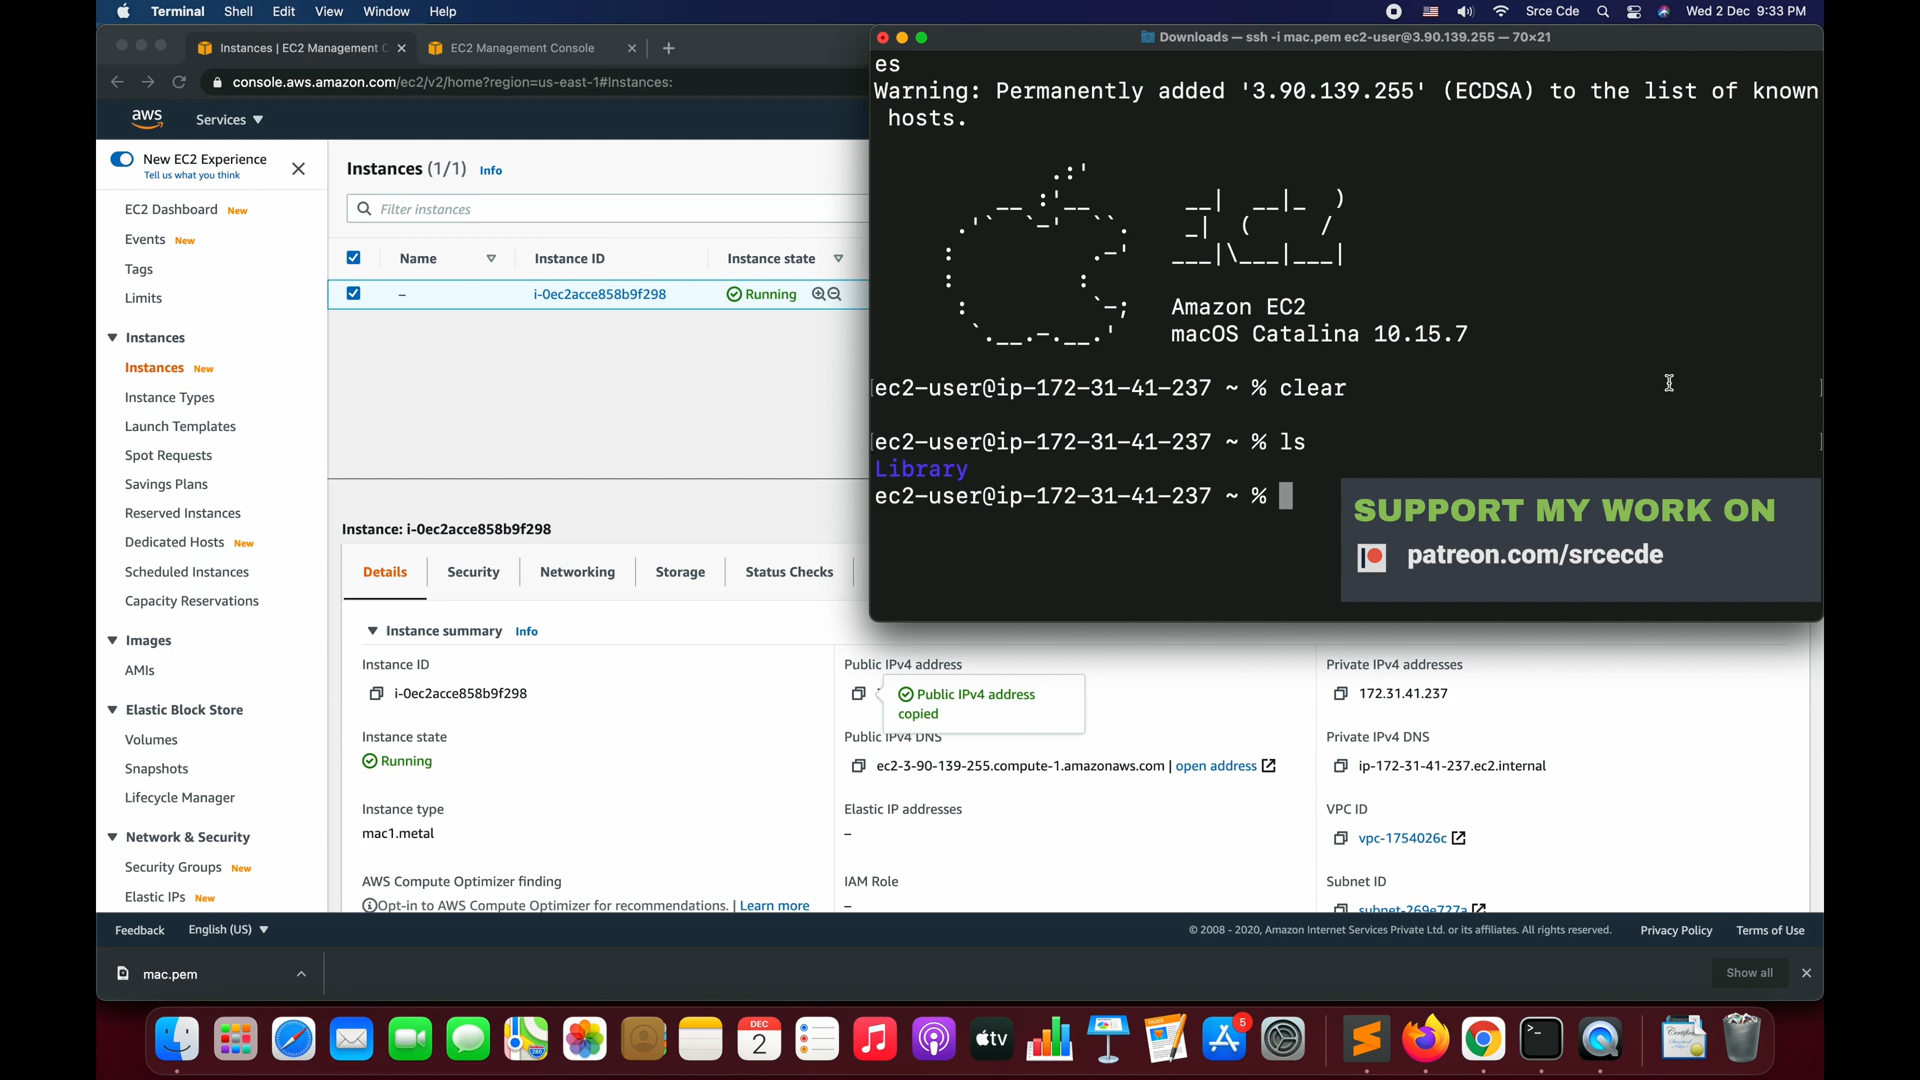 Terminal Shell Edit View Window Help
Srce Cde Wed 2 Dec 9:33 PM
Instances | EC2 Management C
EC2 Management Console
console.aws.amazon.com/ec2/v2/home?region=us-east-1#Instances:
aws Services
New EC2 Experience
Tell us what you think
EC2 Dashboard New
Events New
Tags
Limits
Instances
Instances New
Instance Types
Launch Templates
Spot Requests
Savings Plans
Reserved Instances
Dedicated Hosts New
Scheduled Instances
Capacity Reservations
Images
AMIs
Elastic Block Store
Volumes
Snapshots
Lifecycle Manager
Network & Security
Security Groups New
Elastic IPs New
Instances (1/1) Info
Filter instances
Name Instance ID Instance state
– i-0ec2acce858b9f298 Running
Instance: i-0ec2acce858b9f298
Details Security Networking Storage Status Checks
Instance summary Info
Instance ID
i-0ec2acce858b9f298
Public IPv4 address
Public IPv4 address
copied
Private IPv4 addresses
172.31.41.237
Instance state
Running
Public IPv4 DNS
ec2-3-90-139-255.compute-1.amazonaws.com | open address
Private IPv4 DNS
ip-172-31-41-237.ec2.internal
Instance type
mac1.metal
Elastic IP addresses
–
VPC ID
vpc-1754026c
AWS Compute Optimizer finding
Opt-in to AWS Compute Optimizer for recommendations. | Learn more
IAM Role
–
Subnet ID
subnet-269e727a
Downloads — ssh -i mac.pem ec2-user@3.90.139.255 — 70×21
es
Warning: Permanently added '3.90.139.255' (ECDSA) to the list of known
hosts.
Amazon EC2
macOS Catalina 10.15.7
ec2-user@ip-172-31-41-237 ~ % clear
ec2-user@ip-172-31-41-237 ~ % ls
Library
ec2-user@ip-172-31-41-237 ~ %
SUPPORT MY WORK ON
patreon.com/srcecde
Feedback English (US)
© 2008 - 2020, Amazon Internet Services Private Ltd. or its affiliates. All rights reserved. Privacy Policy Terms of Use
mac.pem
Show all
DEC
2
tv
5
280